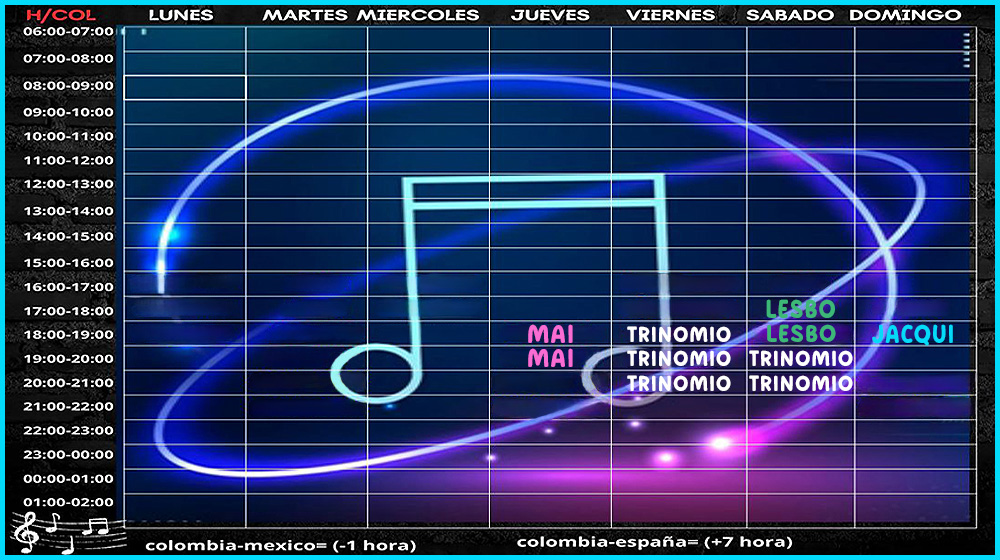 H/COL LUNES MARTES MIERCOLES JUEVES VIERNES SABADO DOMINGO
06:00-07:00
07:00-08:00
08:00-09:00
09:00-10:00
10:00-11:00
11:00-12:00
12:00-13:00
13:00-14:00
14:00-15:00
15:00-16:00
16:00-17:00
17:00-18:00 LESBO
18:00-19:00 MAI TRINOMIO LESBO JACQUI
19:00-20:00 MAI TRINOMIO TRINOMIO
20:00-21:00 TRINOMIO TRINOMIO
21:00-22:00
22:00-23:00
23:00-00:00
00:00-01:00
01:00-02:00
colombia-mexico= (-1 hora) colombia-españa= (+7 hora)